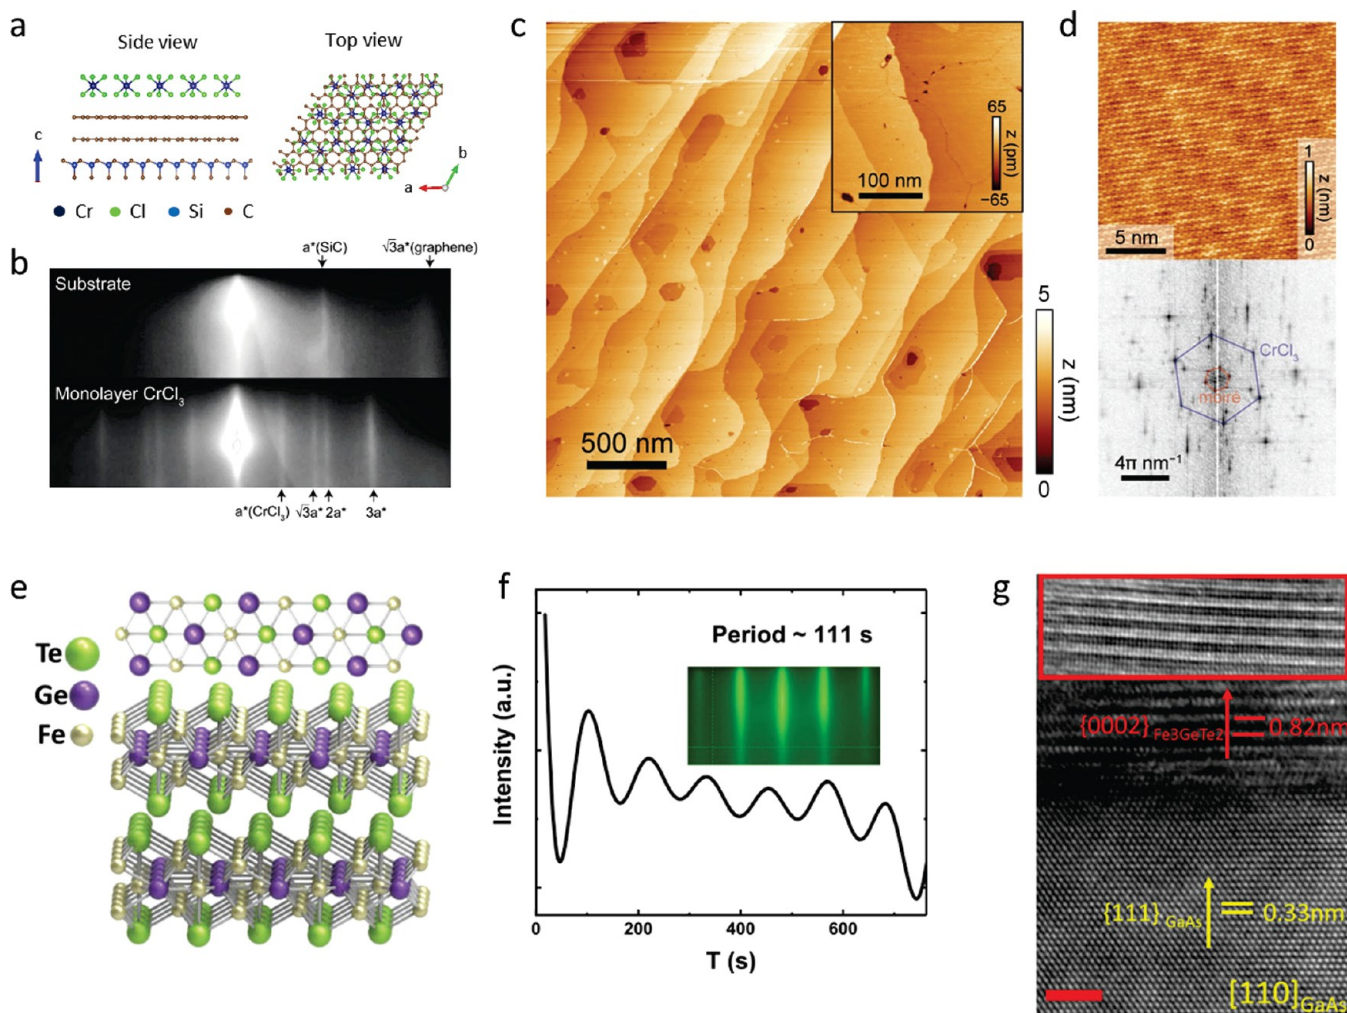 a
Side view
Top view
c
b
a
Cr
Cl
Si
C
b
a*(SiC)
√3a*(graphene)
Substrate
Monolayer CrCl₃
a*(CrCl₃)
√3a*
2a*
3a*
c
65
z (pm)
−65
100 nm
500 nm
5
z (nm)
0
d
1
z (nm)
0
5 nm
CrCl₃
moiré
4π nm⁻¹
e
Te
Ge
Fe
f
Period ~ 111 s
Intensity (a.u.)
0
200
400
600
T (s)
g
{0002} Fe3GeTe2
0.82nm
{111} GaAs
0.33nm
[110]GaAs